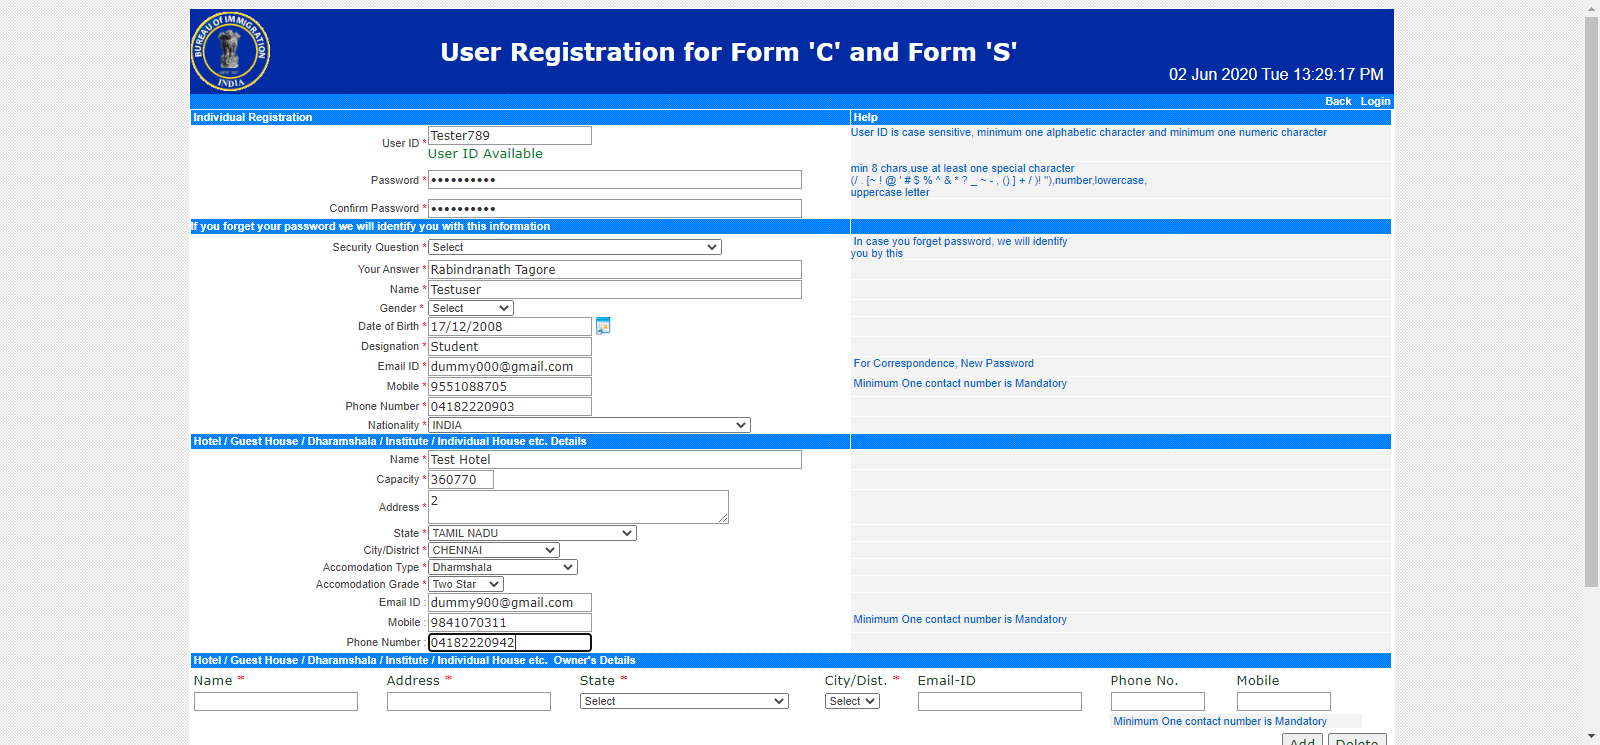 BUREAU OF IMMIGRATION
INDIA
User Registration for Form 'C' and Form 'S'
02 Jun 2020 Tue 13:29:17 PM
Back Login
Individual Registration Help
User ID * Tester789 User ID is case sensitive, minimum one alphabetic character and minimum one numeric character
User ID Available
min 8 chars,use at least one special character
Password * •••••••••• (/ . [~ ! @ ' # $ % ^ & * ? _ ~ - , () ] + / )! "),number,lowercase,
uppercase letter
Confirm Password * ••••••••••
If you forget your password we will identify you with this information
Security Question * Select In case you forget password, we will identify
you by this
Your Answer * Rabindranath Tagore
Name * Testuser
Gender * Select
Date of Birth * 17/12/2008
Designation * Student
Email ID * dummy000@gmail.com For Correspondence, New Password
Mobile * 9551088705 Minimum One contact number is Mandatory
Phone Number * 04182220903
Nationality * INDIA
Hotel / Guest House / Dharamshala / Institute / Individual House etc. Details
Name * Test Hotel
Capacity * 360770
Address * 2
State * TAMIL NADU
City/District * CHENNAI
Accomodation Type * Dharmshala
Accomodation Grade * Two Star
Email ID : dummy900@gmail.com
Mobile : 9841070311 Minimum One contact number is Mandatory
Phone Number : 04182220942
Hotel / Guest House / Dharamshala / Institute / Individual House etc. Owner's Details
Name * Address * State * City/Dist. * Email-ID Phone No. Mobile
Select Select
Minimum One contact number is Mandatory
Add Delete